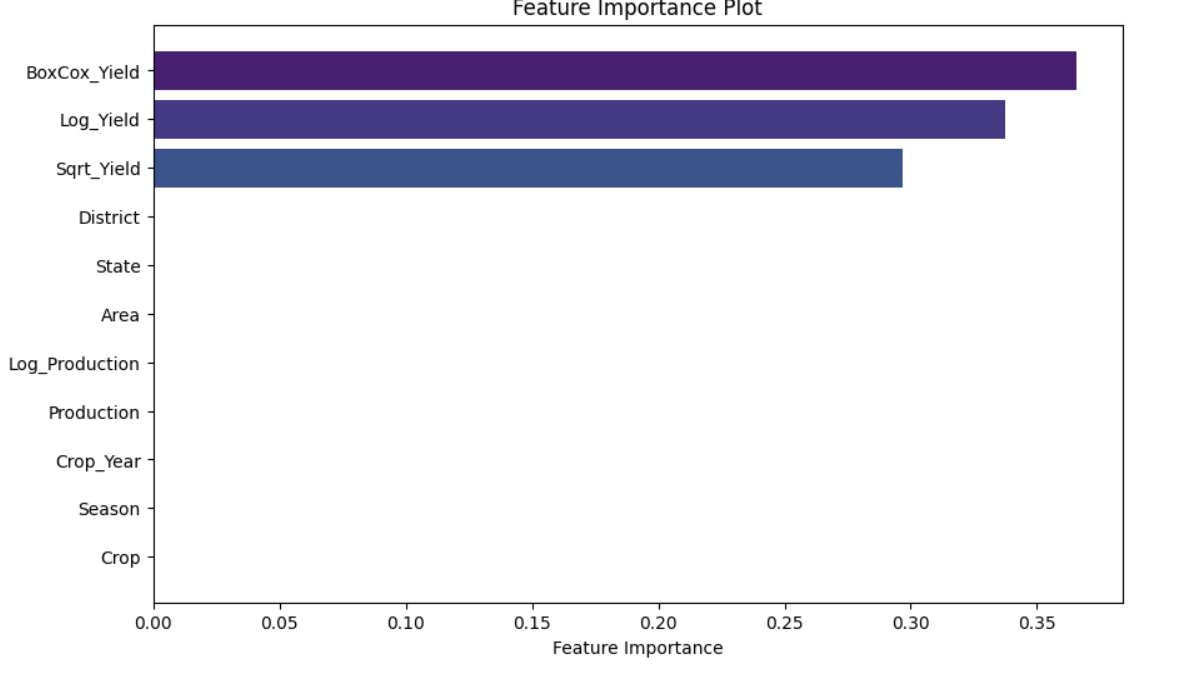 Feature Importance Plot
BoxCox_Yield
Log_Yield
Sqrt_Yield
District
State
Area
Log_Production
Production
Crop_Year
Season
Crop
0.00 0.05 0.10 0.15 0.20 0.25 0.30 0.35
Feature Importance